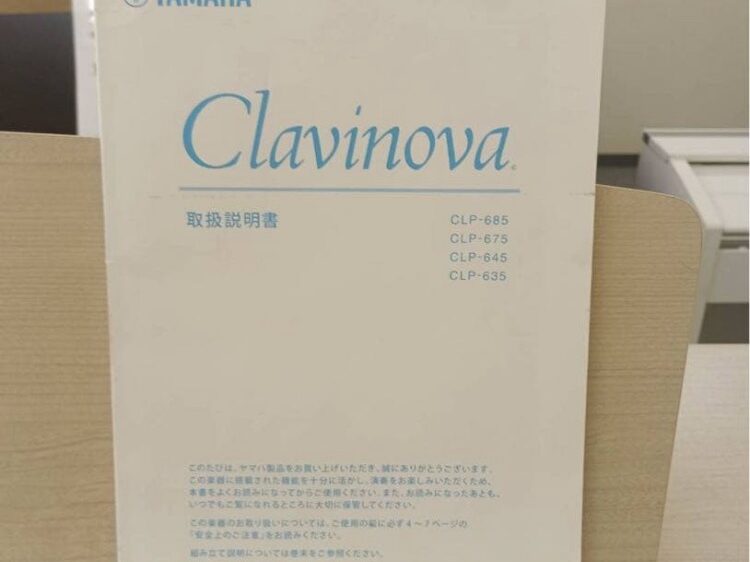 YAMAHA
Clavinova
取扱説明書
CLP-685
CLP-675
CLP-645
CLP-635
このたびは、ヤマハ製品をお買い上げいただき、誠にありがとうございます。
この楽器に搭載された機能を十分に活かし、演奏をお楽しみいただくため、
本書をよくお読みになってからご使用ください。また、お読みになったあとも、
いつでもご覧になれるところに大切に保管してください。
この楽器のお取り扱いについては、ご使用の前に必ず4～7ページの
「安全上のご注意」をお読みください。
組み立て説明については巻末をご参照ください。